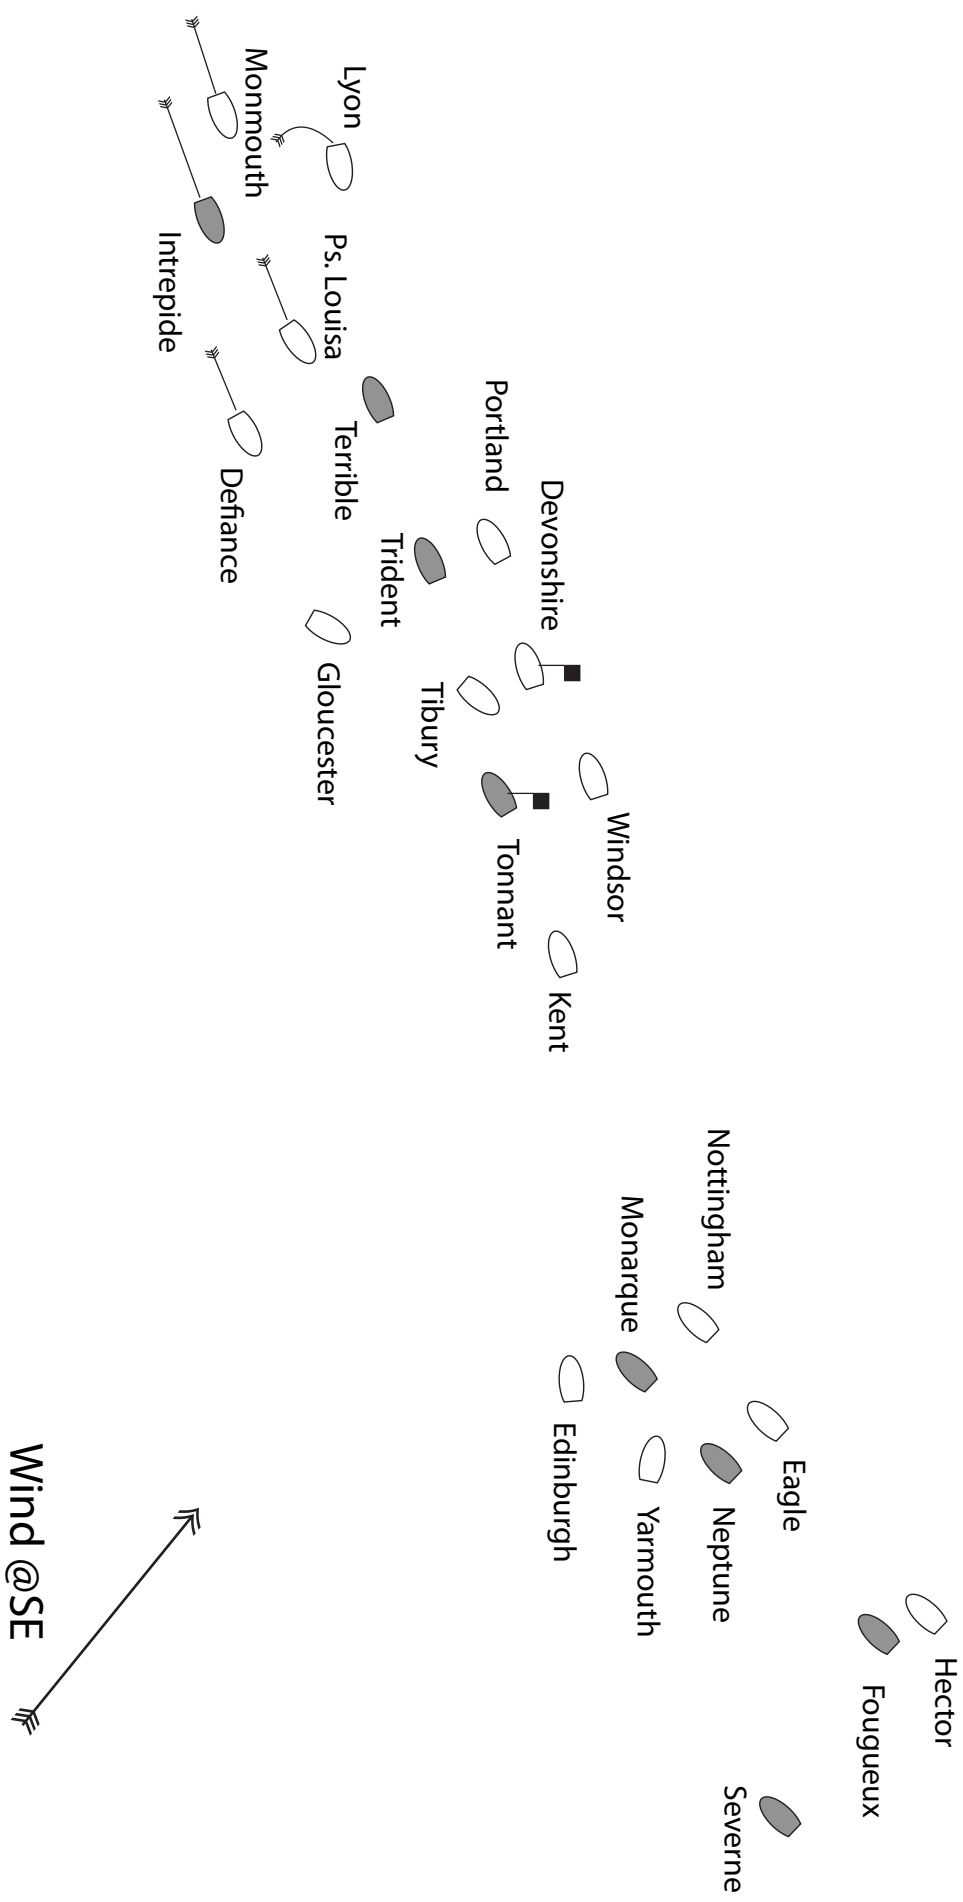 Lyon
Monmouth
Intrepide
Ps. Louisa
Terrible
Defiance
Portland
Devonshire
Trident
Tibury
Gloucester
Windsor
Tonnant
Kent
Nottingham
Monarque
Edinburgh
Eagle
Neptune
Yarmouth
Hector
Fougueux
Severne
Wind @SE